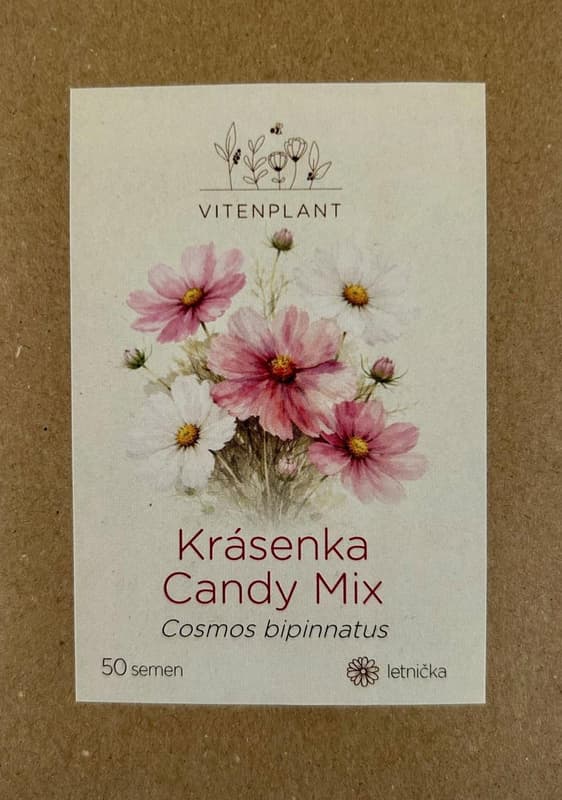 VITENPLANT
Krásenka
Candy Mix
Cosmos bipinnatus
50 semen
letnička